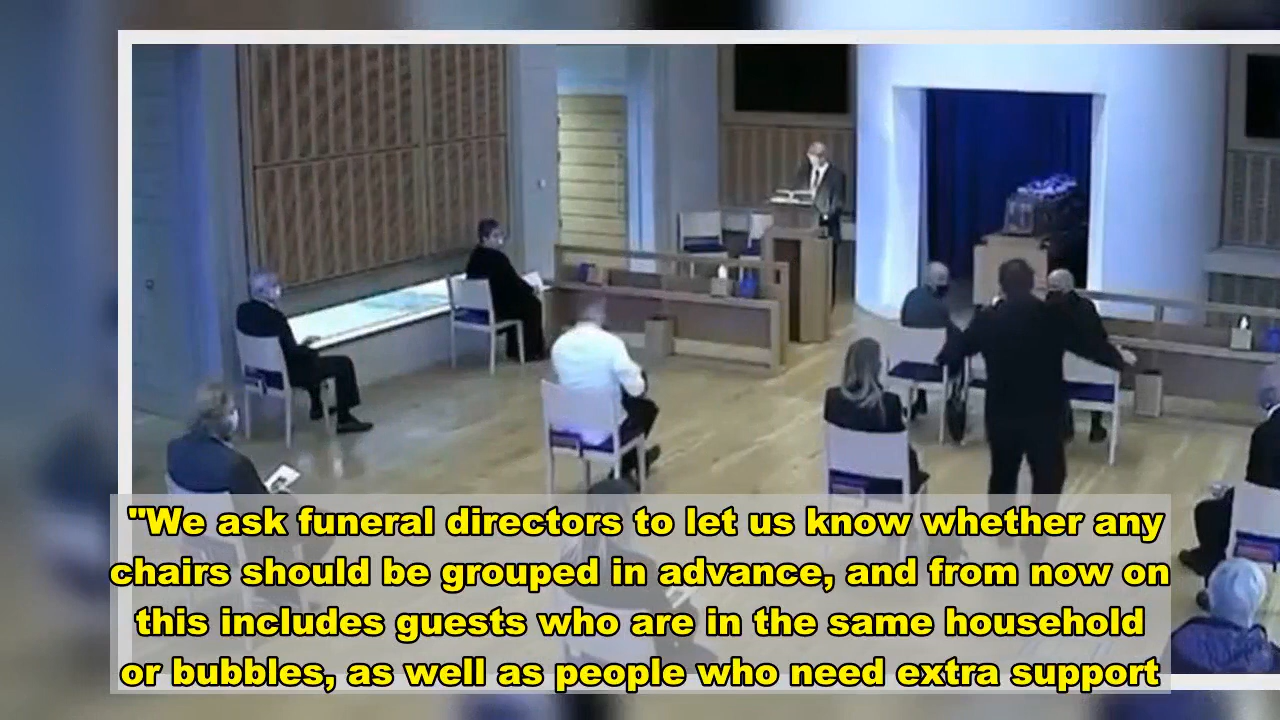 "We ask funeral directors to let us know whether any
chairs should be grouped in advance, and from now on
this includes guests who are in the same household
or bubbles, as well as people who need extra support